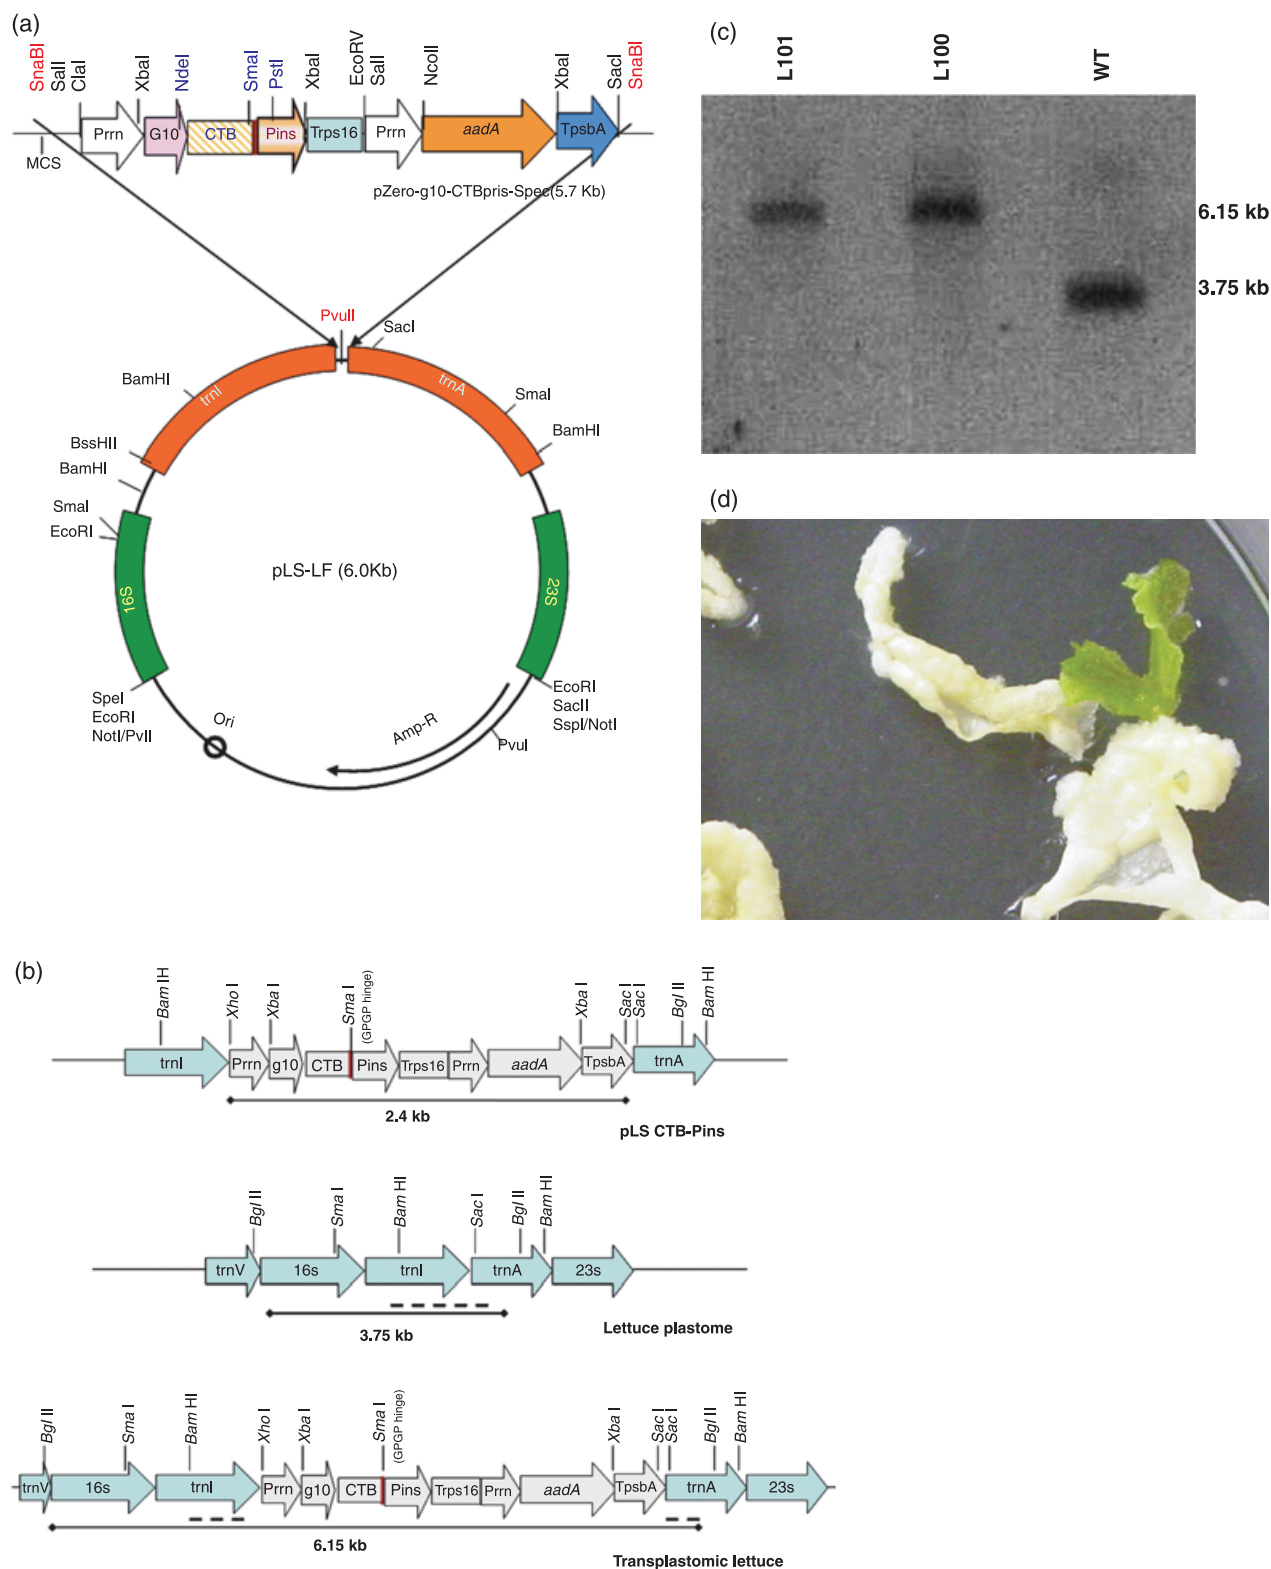 (a)
SnaBI
SalI
ClaI
XbaI
NdeI
SmaI
PstI
XbaI
EcoRV
SalI
NcoII
XbaI
SacI
SnaBI
Prrn
G10
CTB
Pins
Trps16
Prrn
aadA
TpsbA
MCS
pZero-g10-CTBpris-Spec(5.7 Kb)
PvuII
SacI
BamHI
trnI
trnA
SmaI
BssHII
BamHI
BamHI
SmaI
EcoRI
pLS-LF (6.0Kb)
16S
23S
SpeI
EcoRI
NotI/PvII
EcoRI
SacII
SspI/NotI
Ori
Amp-R
PvuI
(c)
L101
L100
WT
6.15 kb
3.75 kb
(d)
(b)
Bam IH
Xho I
Xba I
Sma I
(GPGP hinge)
Xba I
Sac I
Sac I
Bgl II
Bam HI
trnI
Prrn
g10
CTB
Pins
Trps16
Prrn
aadA
TpsbA
trnA
2.4 kb
pLS CTB-Pins
Bgl II
Sma I
Bam HI
Sac I
Bgl II
Bam HI
trnV
16s
trnI
trnA
23s
3.75 kb
Lettuce plastome
Bgl II
Sma I
Bam HI
Xho I
Xba I
Sma I
(GPGP hinge)
Xba I
Sac I
Sac I
Bgl II
Bam HI
trnV
16s
trnI
Prrn
g10
CTB
Pins
Trps16
Prrn
aadA
TpsbA
trnA
23s
6.15 kb
Transplastomic lettuce